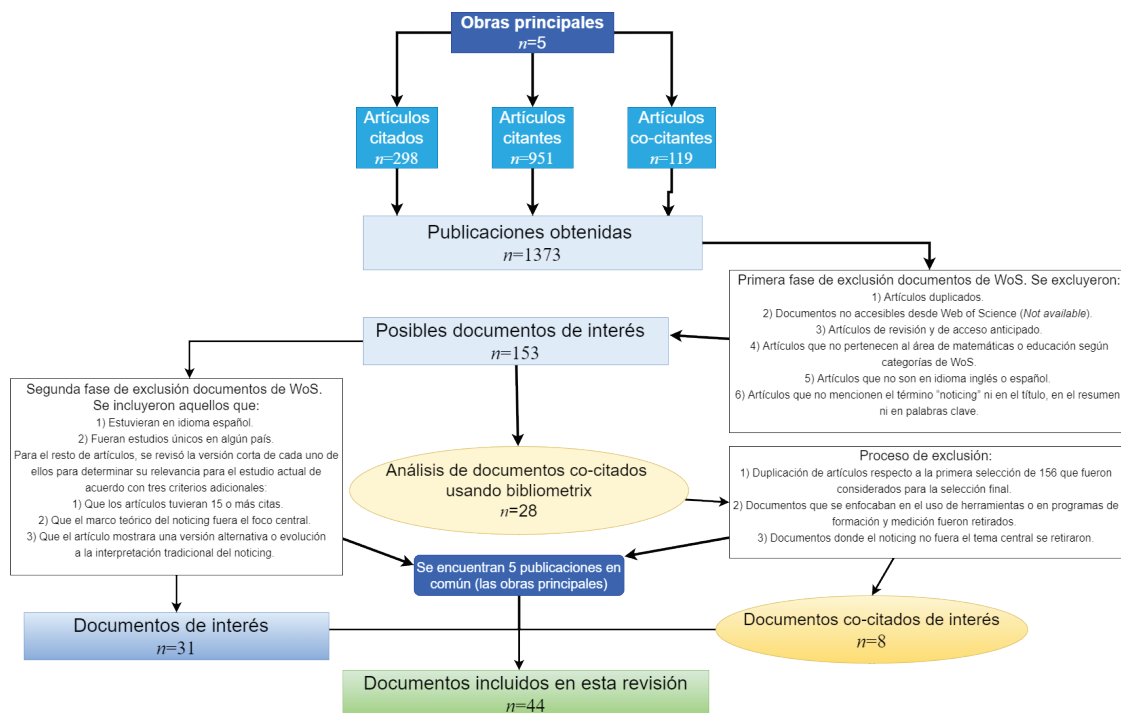 Obras principales
n=5
Artículos
citados
n=298
Artículos
citantes
n=951
Artículos
co-citantes
n=119
Publicaciones obtenidas
n=1373
Primera fase de exclusión documentos de WoS. Se excluyeron:
1) Artículos duplicados.
2) Documentos no accesibles desde Web of Science (Not available).
3) Artículos de revisión y de acceso anticipado.
4) Artículos que no pertenecen al área de matemáticas o educación según
categorías de WoS.
5) Artículos que no son en idioma inglés o español.
6) Artículos que no mencionen el término "noticing" ni en el título, en el resumen
ni en palabras clave.
Posibles documentos de interés
n=153
Segunda fase de exclusión documentos de WoS.
Se incluyeron aquellos que:
1) Estuvieran en idioma español.
2) Fueran estudios únicos en algún país.
Para el resto de artículos, se revisó la versión corta de cada uno de
ellos para determinar su relevancia para el estudio actual de
acuerdo con tres criterios adicionales:
1) Que los artículos tuvieran 15 o más citas.
2) Que el marco teórico del noticing fuera el foco central.
3) Que el artículo mostrara una versión alternativa o evolución
a la interpretación tradicional del noticing.
Análisis de documentos co-citados
usando bibliometrix
n=28
Proceso de exclusión:
1) Duplicación de artículos respecto a la primera selección de 156 que fueron
considerados para la selección final.
2) Documentos que se enfocaban en el uso de herramientas o en programas de
formación y medición fueron retirados.
3) Documentos donde el noticing no fuera el tema central se retiraron.
Se encuentran 5 publicaciones en
común (las obras principales)
Documentos de interés
n=31
Documentos co-citados de interés
n=8
Documentos incluidos en esta revisión
n=44